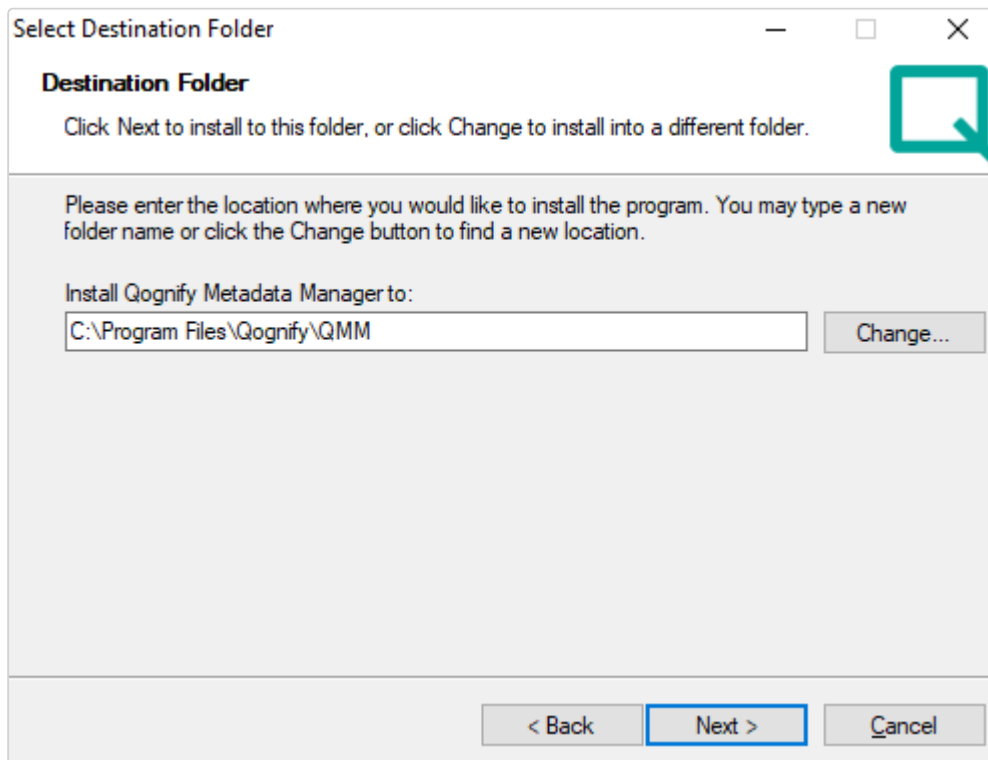 Select Destination Folder
Destination Folder
Click Next to install to this folder, or click Change to install into a different folder.
Please enter the location where you would like to install the program. You may type a new
folder name or click the Change button to find a new location.
Install Qognify Metadata Manager to:
C:\Program Files\Qognify\QMM
Change...
< Back
Next >
Cancel